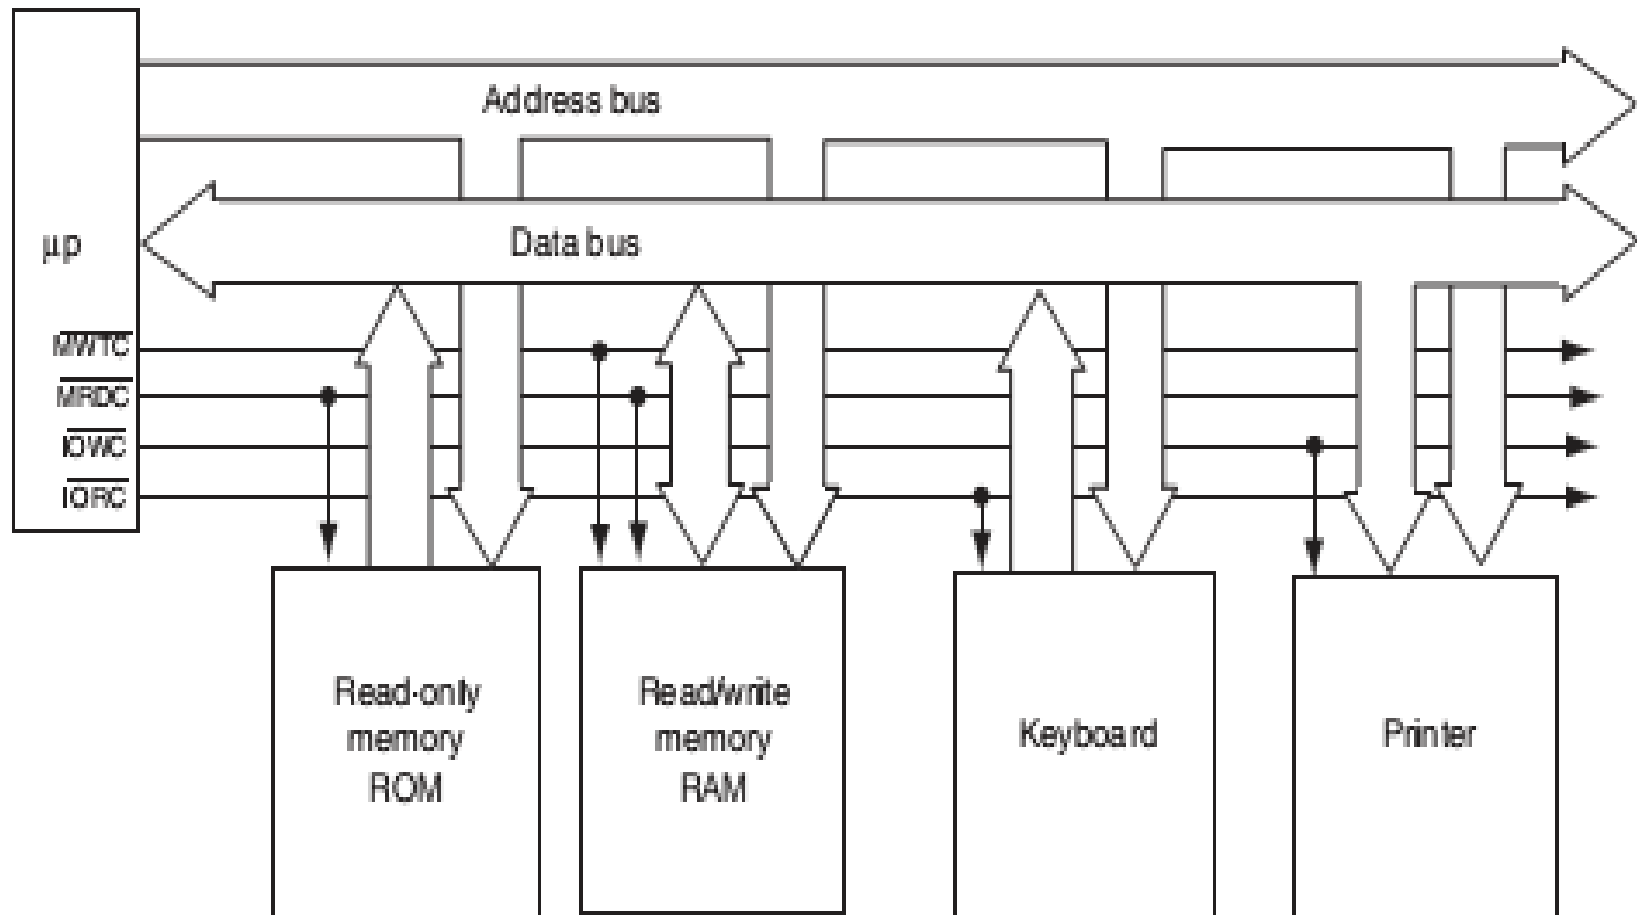 Address bus
Data bus
µp
MWTC
MRDC
IOWC
IORC
Read-only
memory
ROM
Read/write
memory
RAM
Keyboard
Printer